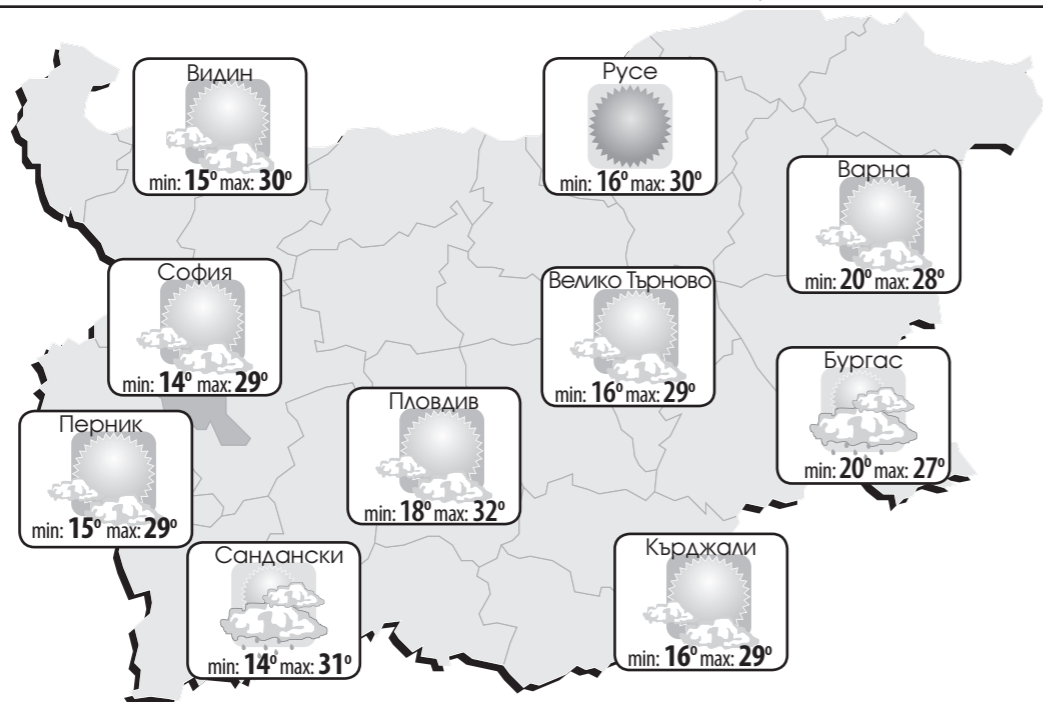 Видин
min: 15° max: 30°
Русе
min: 16° max: 30°
Варна
min: 20° max: 28°
София
min: 14° max: 29°
Велико Търново
min: 16° max: 29°
Бургас
min: 20° max: 27°
Пловдив
min: 18° max: 32°
Перник
min: 15° max: 29°
Сандански
min: 14° max: 31°
Кърджали
min: 16° max: 29°